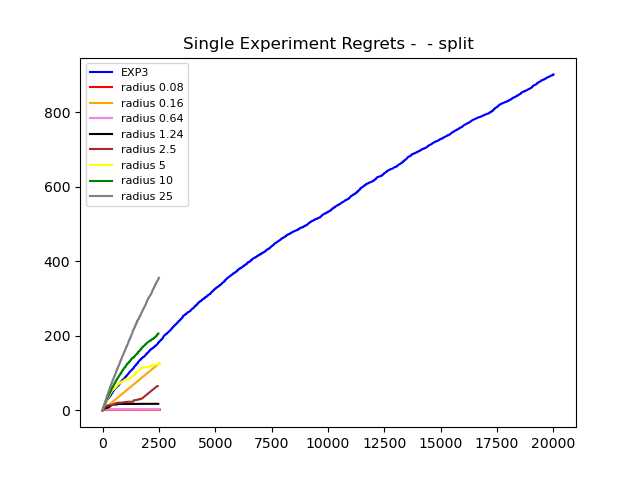 Single Experiment Regrets -  - split
EXP3
radius 0.08
radius 0.16
radius 0.64
radius 1.24
radius 2.5
radius 5
radius 10
radius 25
800
600
400
200
0
0 2500 5000 7500 10000 12500 15000 17500 20000